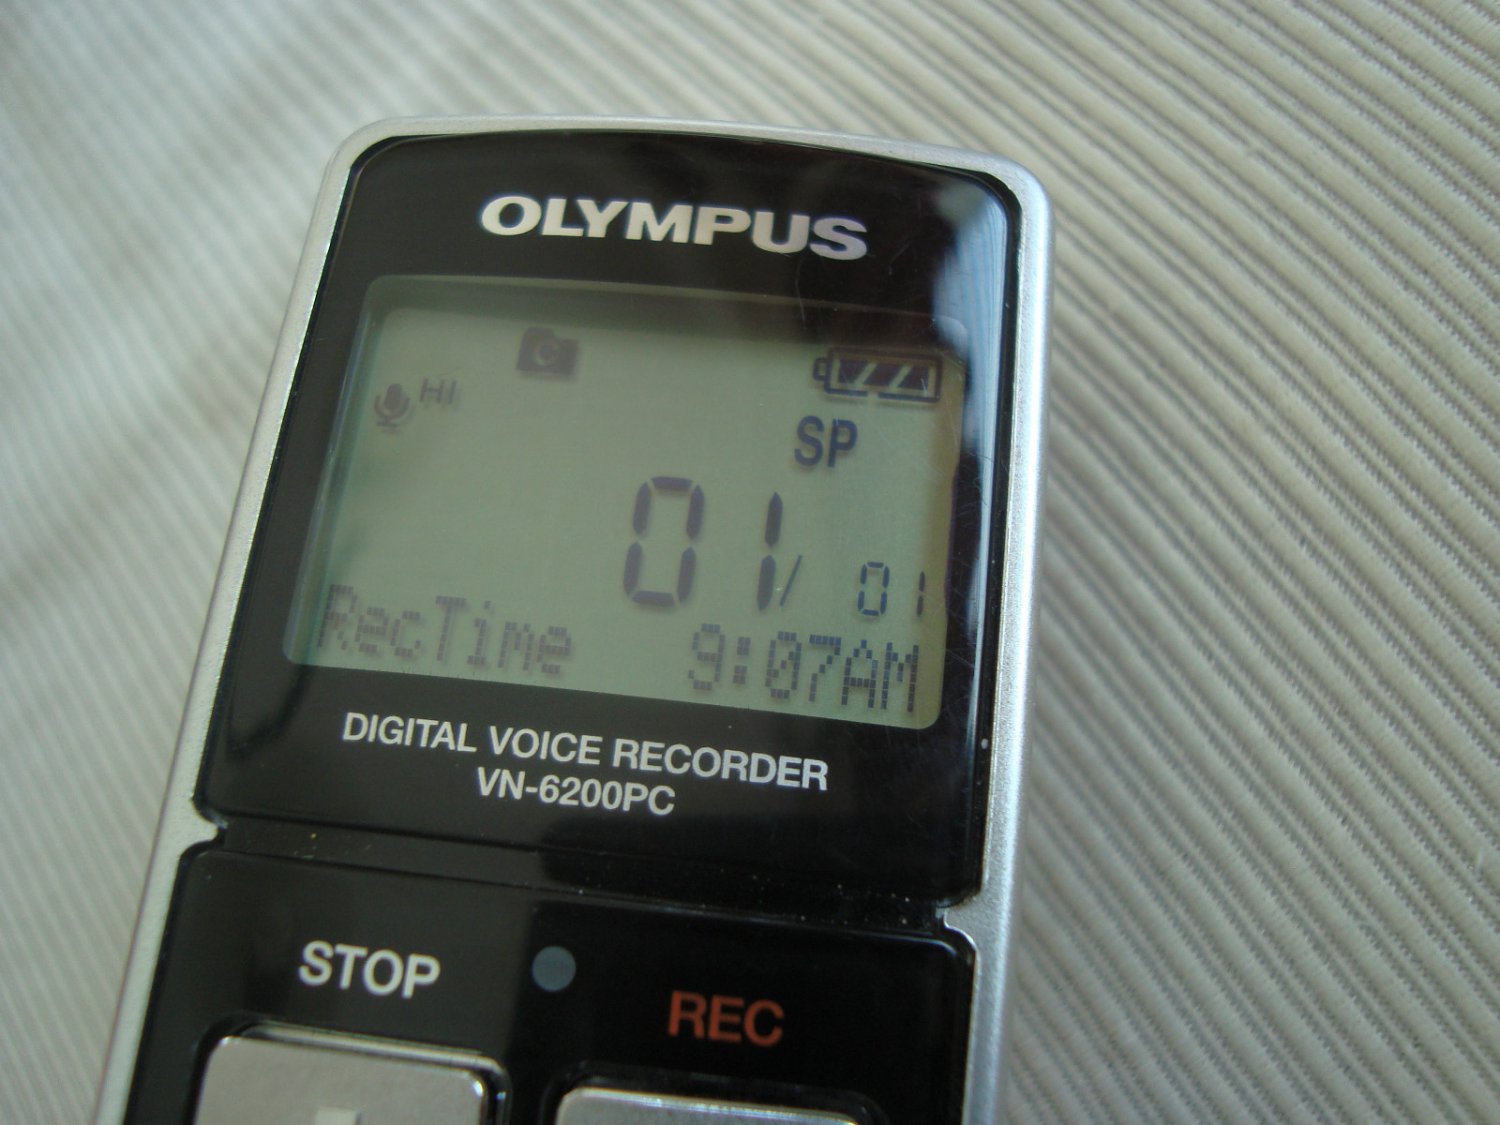 OLYMPUS
C
HI
SP
01/01
RecTime 9:07AM
DIGITAL VOICE RECORDER
VN-6200PC
STOP
REC